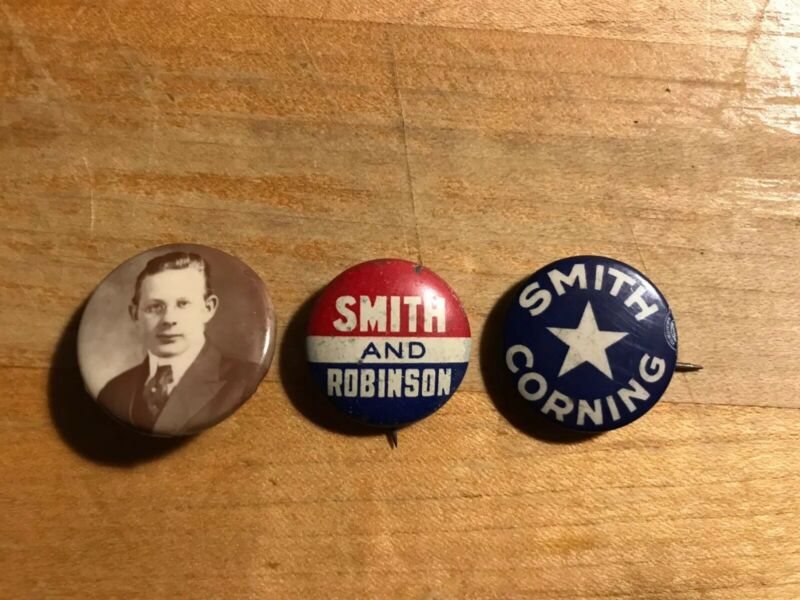 SMITH
AND
ROBINSON
SMITH
CORNING